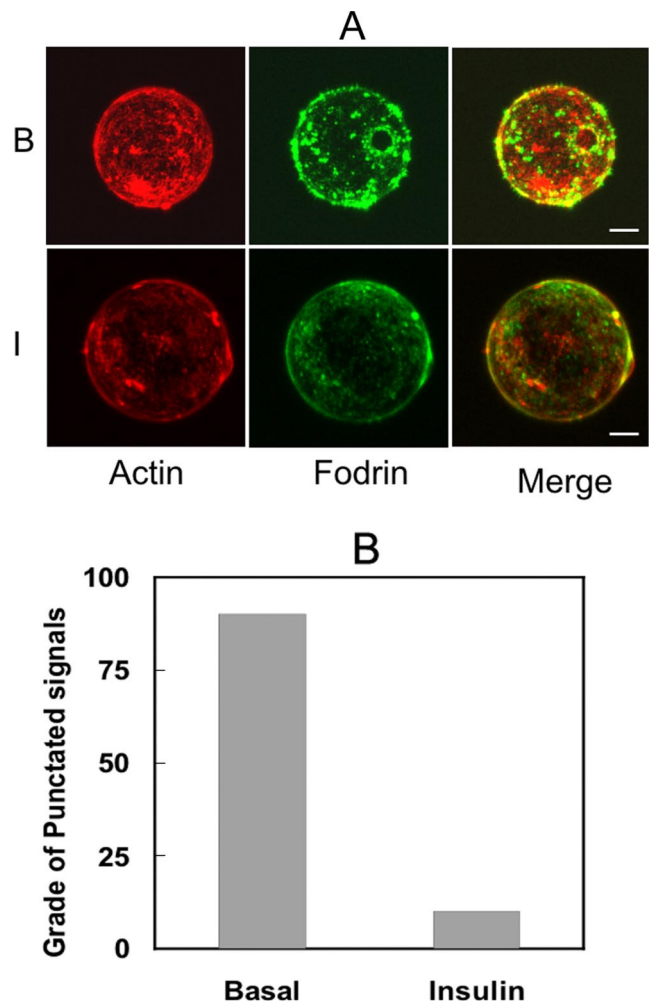 A
B
I
Actin Fodrin Merge
B
Grade of Punctated signals
100
75
50
25
0
Basal Insulin